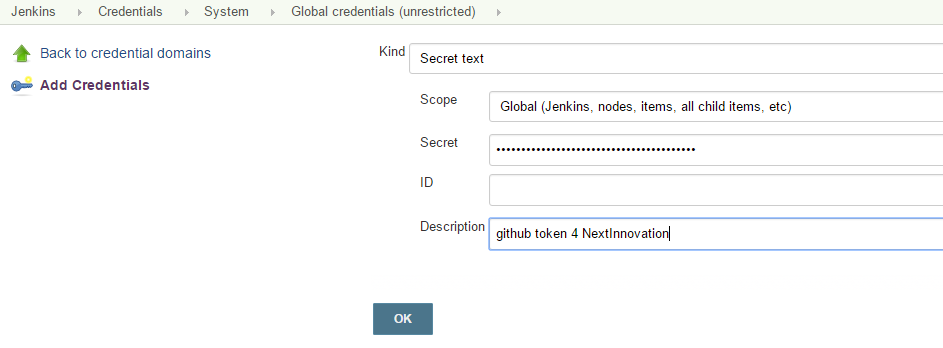 Jenkins Credentials System Global credentials (unrestricted)
Back to credential domains
Add Credentials
Kind Secret text
Scope Global (Jenkins, nodes, items, all child items, etc)
Secret ••••••••••••••••••••••••••••••••••••••••
ID
Description github token 4 NextInnovation
OK